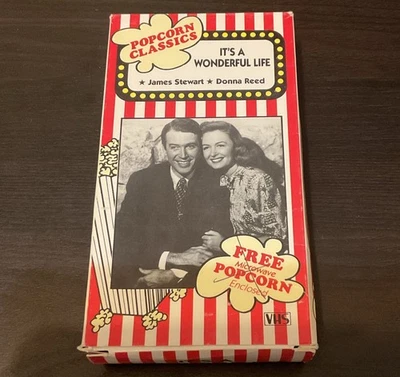 POPCORN
CLASSICS
IT'S A
WONDERFUL LIFE
★ James Stewart ★ Donna Reed
FREE
Microwave
POPCORN
Enclosed
VHS